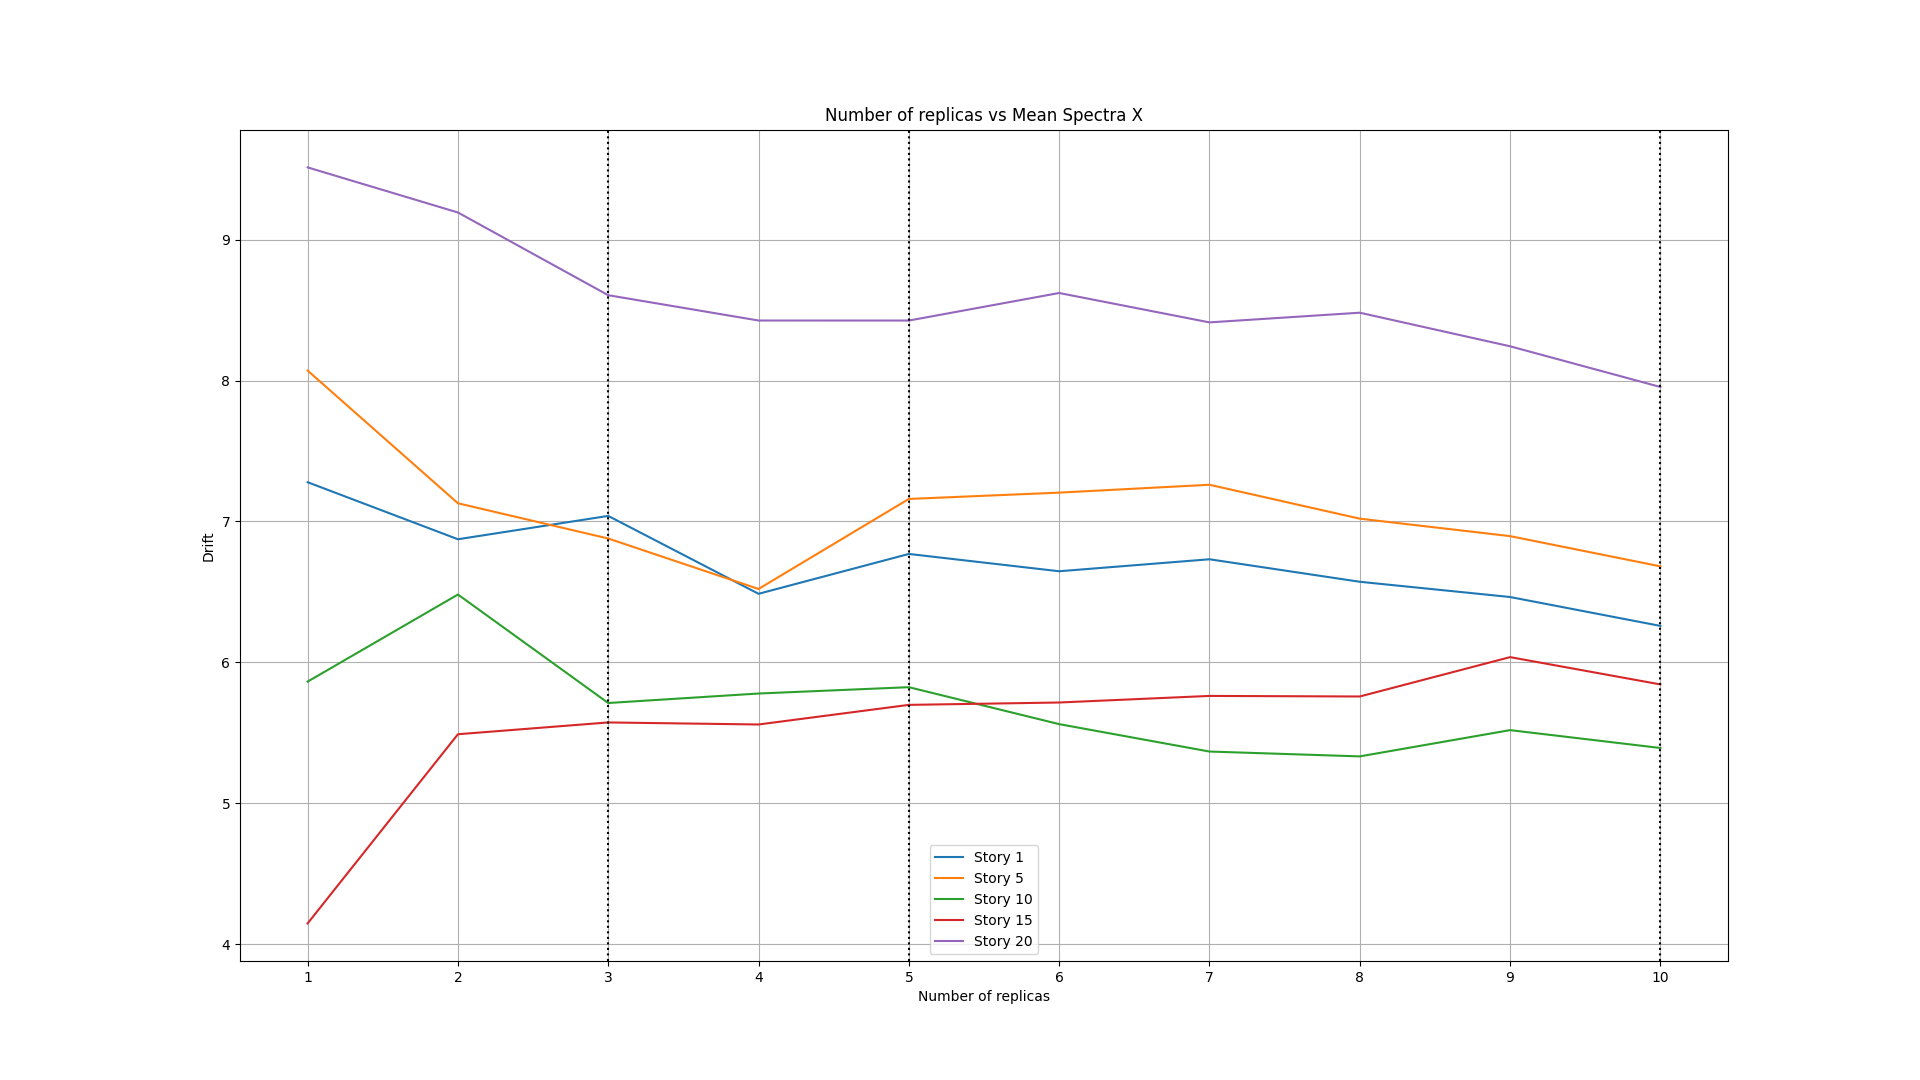 Number of replicas vs Mean Spectra X
Drift
9
8
7
6
5
4
1 2 3 4 5 6 7 8 9 10
Number of replicas
Story 1
Story 5
Story 10
Story 15
Story 20